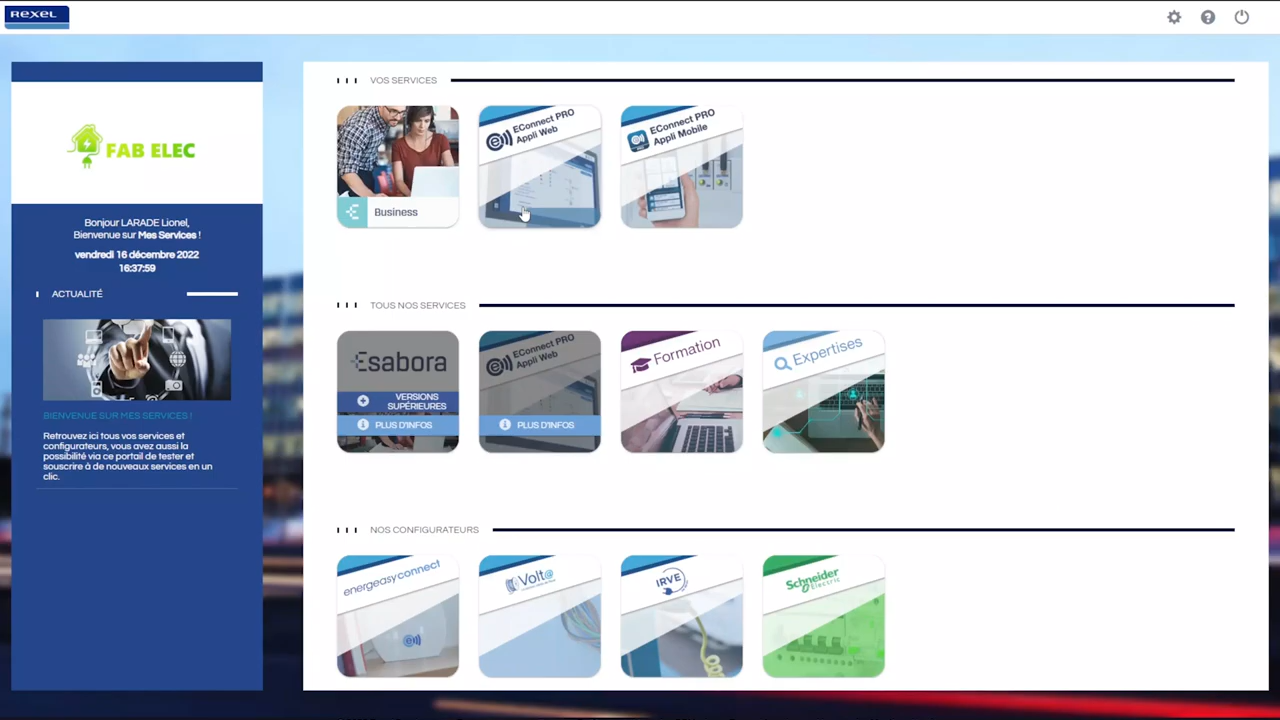 REXEL
FAB ELEC
Bonjour LARADE Lionel,
Bienvenue sur Mes Services !
vendredi 16 décembre 2022
16:37:59
ACTUALITÉ
BIENVENUE SUR MES SERVICES !
Retrouvez ici tous vos services et
configurateurs, vous avez aussi la
possibilité via ce portail de tester et
souscrire à de nouveaux services en un
clic.
VOS SERVICES
Business
EConnect PRO
Appli Web
EConnect PRO
Appli Mobile
TOUS NOS SERVICES
Esabora
VERSIONS
SUPÉRIEURES
PLUS D'INFOS
EConnect PRO
Appli Web
PLUS D'INFOS
Formation
Expertises
NOS CONFIGURATEURS
energeasyconnect
Volt@
IRVE
Schneider
Electric